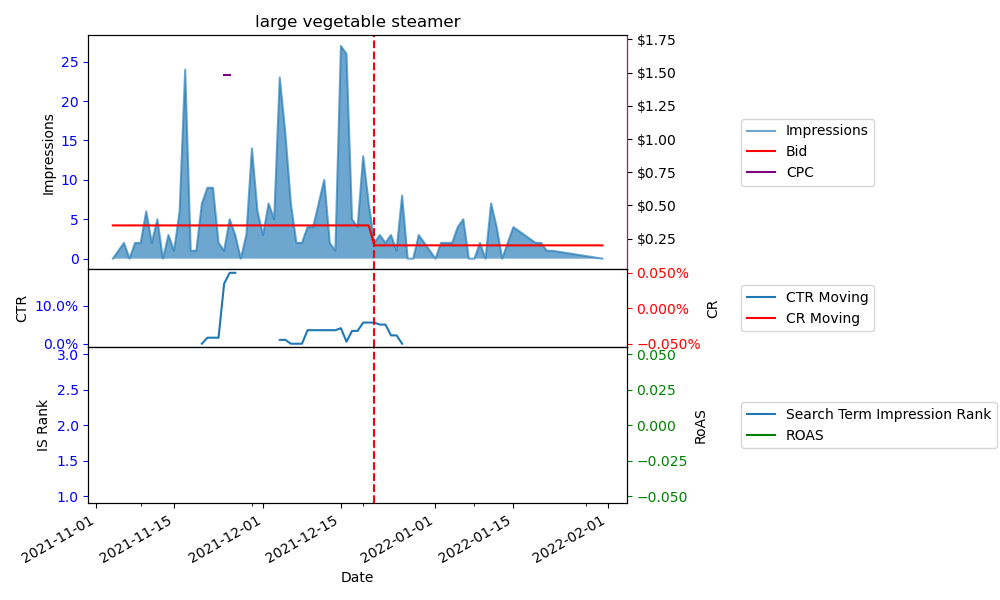 large vegetable steamer
Impressions
25
20
15
10
5
0
$1.75
$1.50
$1.25
$1.00
$0.75
$0.50
$0.25
Impressions
Bid
CPC
CTR
10.0%
0.0%
0.050%
0.000%
−0.050%
CR
CTR Moving
CR Moving
IS Rank
3.0
2.5
2.0
1.5
1.0
0.050
0.025
0.000
−0.025
−0.050
RoAS
Search Term Impression Rank
ROAS
2021-11-01
2021-11-15
2021-12-01
2021-12-15
2022-01-01
2022-01-15
2022-02-01
Date